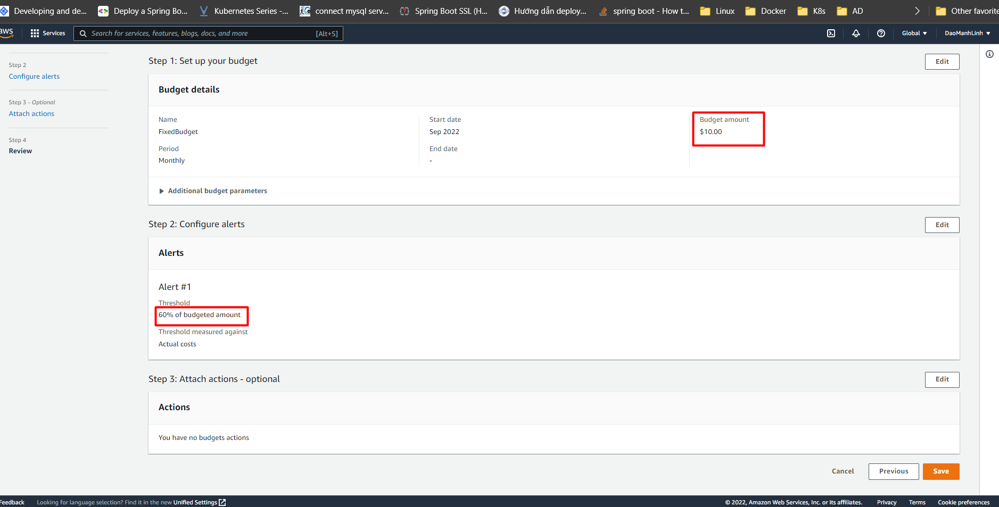 Developing and de... Deploy a Spring Bo... Kubernetes Series -... connect mysql serv... Spring Boot SSL (H... Hướng dẫn deploy... spring boot - How t... Linux Docker K8s AD Other favorite
aws Services Search for services, features, blogs, docs, and more [Alt+S] Global DaoManhLinh
Step 2
Configure alerts
Step 3 - Optional
Attach actions
Step 4
Review
Step 1: Set up your budget Edit
Budget details
Name Start date Budget amount
FixedBudget Sep 2022 $10.00
Period End date
Monthly -
Additional budget parameters
Step 2: Configure alerts Edit
Alerts
Alert #1
Threshold
60% of budgeted amount
Threshold measured against
Actual costs
Step 3: Attach actions - optional Edit
Actions
You have no budgets actions
Cancel Previous Save
Feedback Looking for language selection? Find it in the new Unified Settings © 2022, Amazon Web Services, Inc. or its affiliates. Privacy Terms Cookie preferences